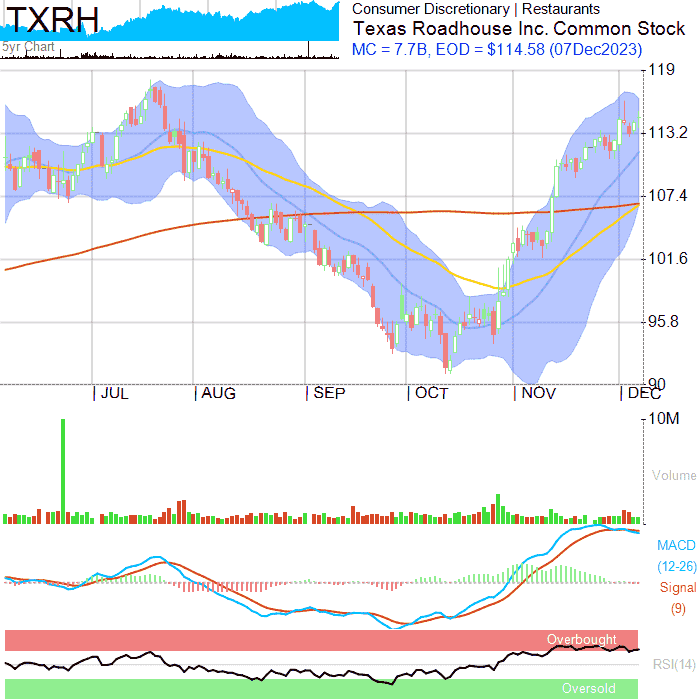 TXRH
5yr Chart
Consumer Discretionary | Restaurants
Texas Roadhouse Inc. Common Stock
MC = 7.7B, EOD = $114.58 (07Dec2023)
119
113.2
107.4
101.6
95.8
90
JUL AUG SEP OCT NOV DEC
10M
Volume
MACD
(12-26)
Signal
(9)
Overbought
RSI(14)
Oversold